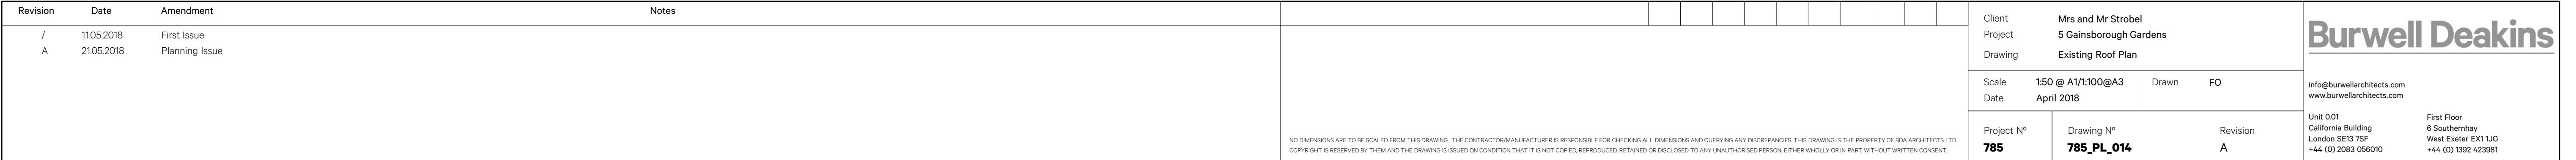 Revision Date Amendment Notes
/ 11.05.2018 First Issue
A 21.05.2018 Planning Issue
NO DIMENSIONS ARE TO BE SCALED FROM THIS DRAWING. THE CONTRACTOR/MANUFACTURER IS RESPONSIBLE FOR CHECKING ALL DIMENSIONS AND QUERYING ANY DISCREPANCIES. THIS DRAWING IS THE PROPERTY OF BDA ARCHITECTS LTD.
COPYRIGHT IS RESERVED BY THEM AND THE DRAWING IS ISSUED ON CONDITION THAT IT IS NOT COPIED, REPRODUCED, RETAINED OR DISCLOSED TO ANY UNAUTHORISED PERSON, EITHER WHOLLY OR IN PART, WITHOUT WRITTEN CONSENT.
Client Mrs and Mr Strobel
Project 5 Gainsborough Gardens
Drawing Existing Roof Plan
Scale 1:50 @ A1/1:100@A3 Drawn FO
Date April 2018
Project Nº Drawing Nº Revision
785 785_PL_014 A
Burwell Deakins
info@burwellarchitects.com
www.burwellarchitects.com
Unit 0.01
California Building
London SE13 7SF
+44 (0) 2083 056010
First Floor
6 Southernhay
West Exeter EX1 1JG
+44 (0) 1392 423981